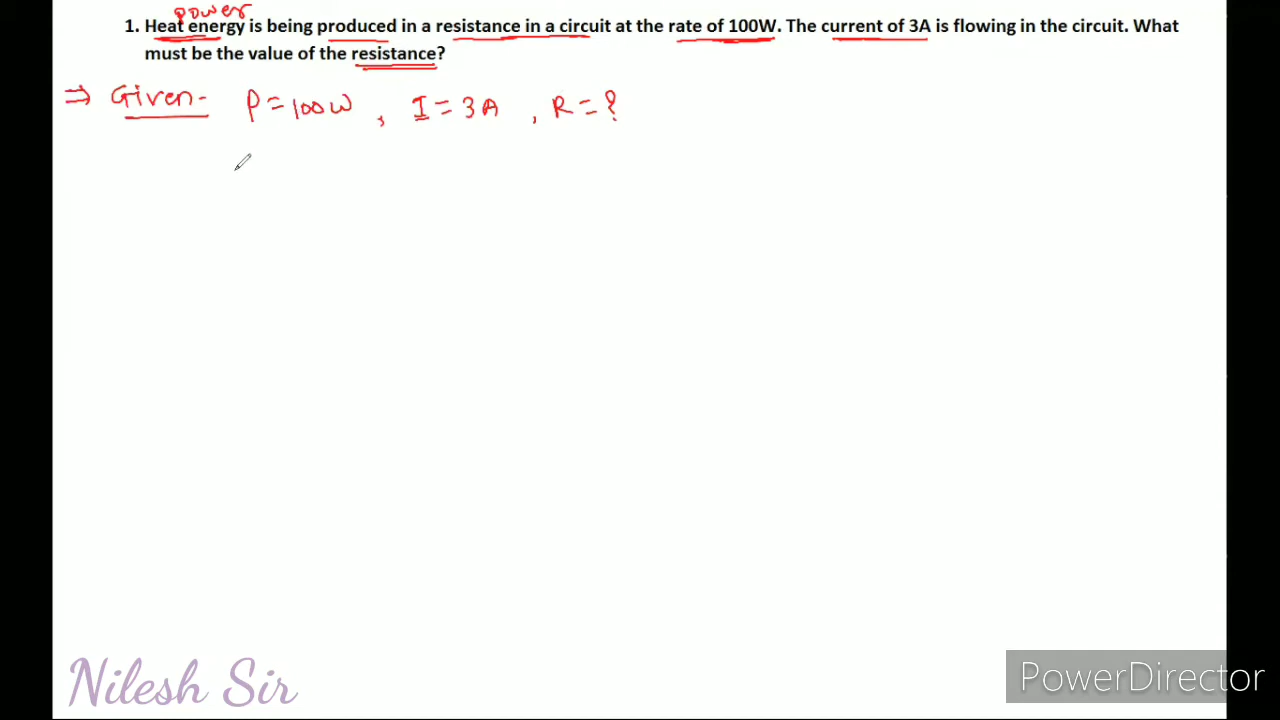 power
1. Heat energy is being produced in a resistance in a circuit at the rate of 100W. The current of 3A is flowing in the circuit. What
must be the value of the resistance?
⇒ Given- P=100W, I=3A, R=?
Nilesh Sir
PowerDirector